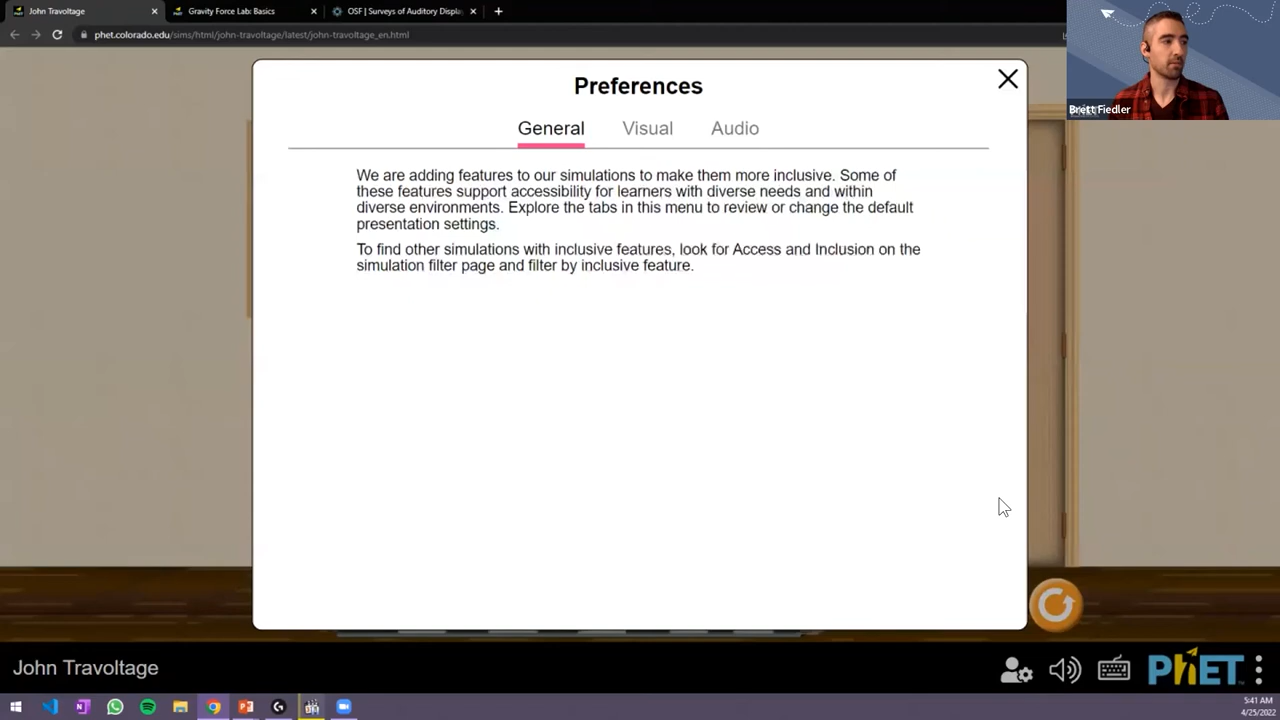 John Travoltage
Gravity Force Lab: Basics
OSF | Surveys of Auditory Displa
phet.colorado.edu/sims/html/john-travoltage/latest/john-travoltage_en.html
Brett Fiedler
Preferences
General Visual Audio
We are adding features to our simulations to make them more inclusive. Some of
these features support accessibility for learners with diverse needs and within
diverse environments. Explore the tabs in this menu to review or change the default
presentation settings.
To find other simulations with inclusive features, look for Access and Inclusion on the
simulation filter page and filter by inclusive feature.
John Travoltage
PhET
5:41 AM
4/25/2022